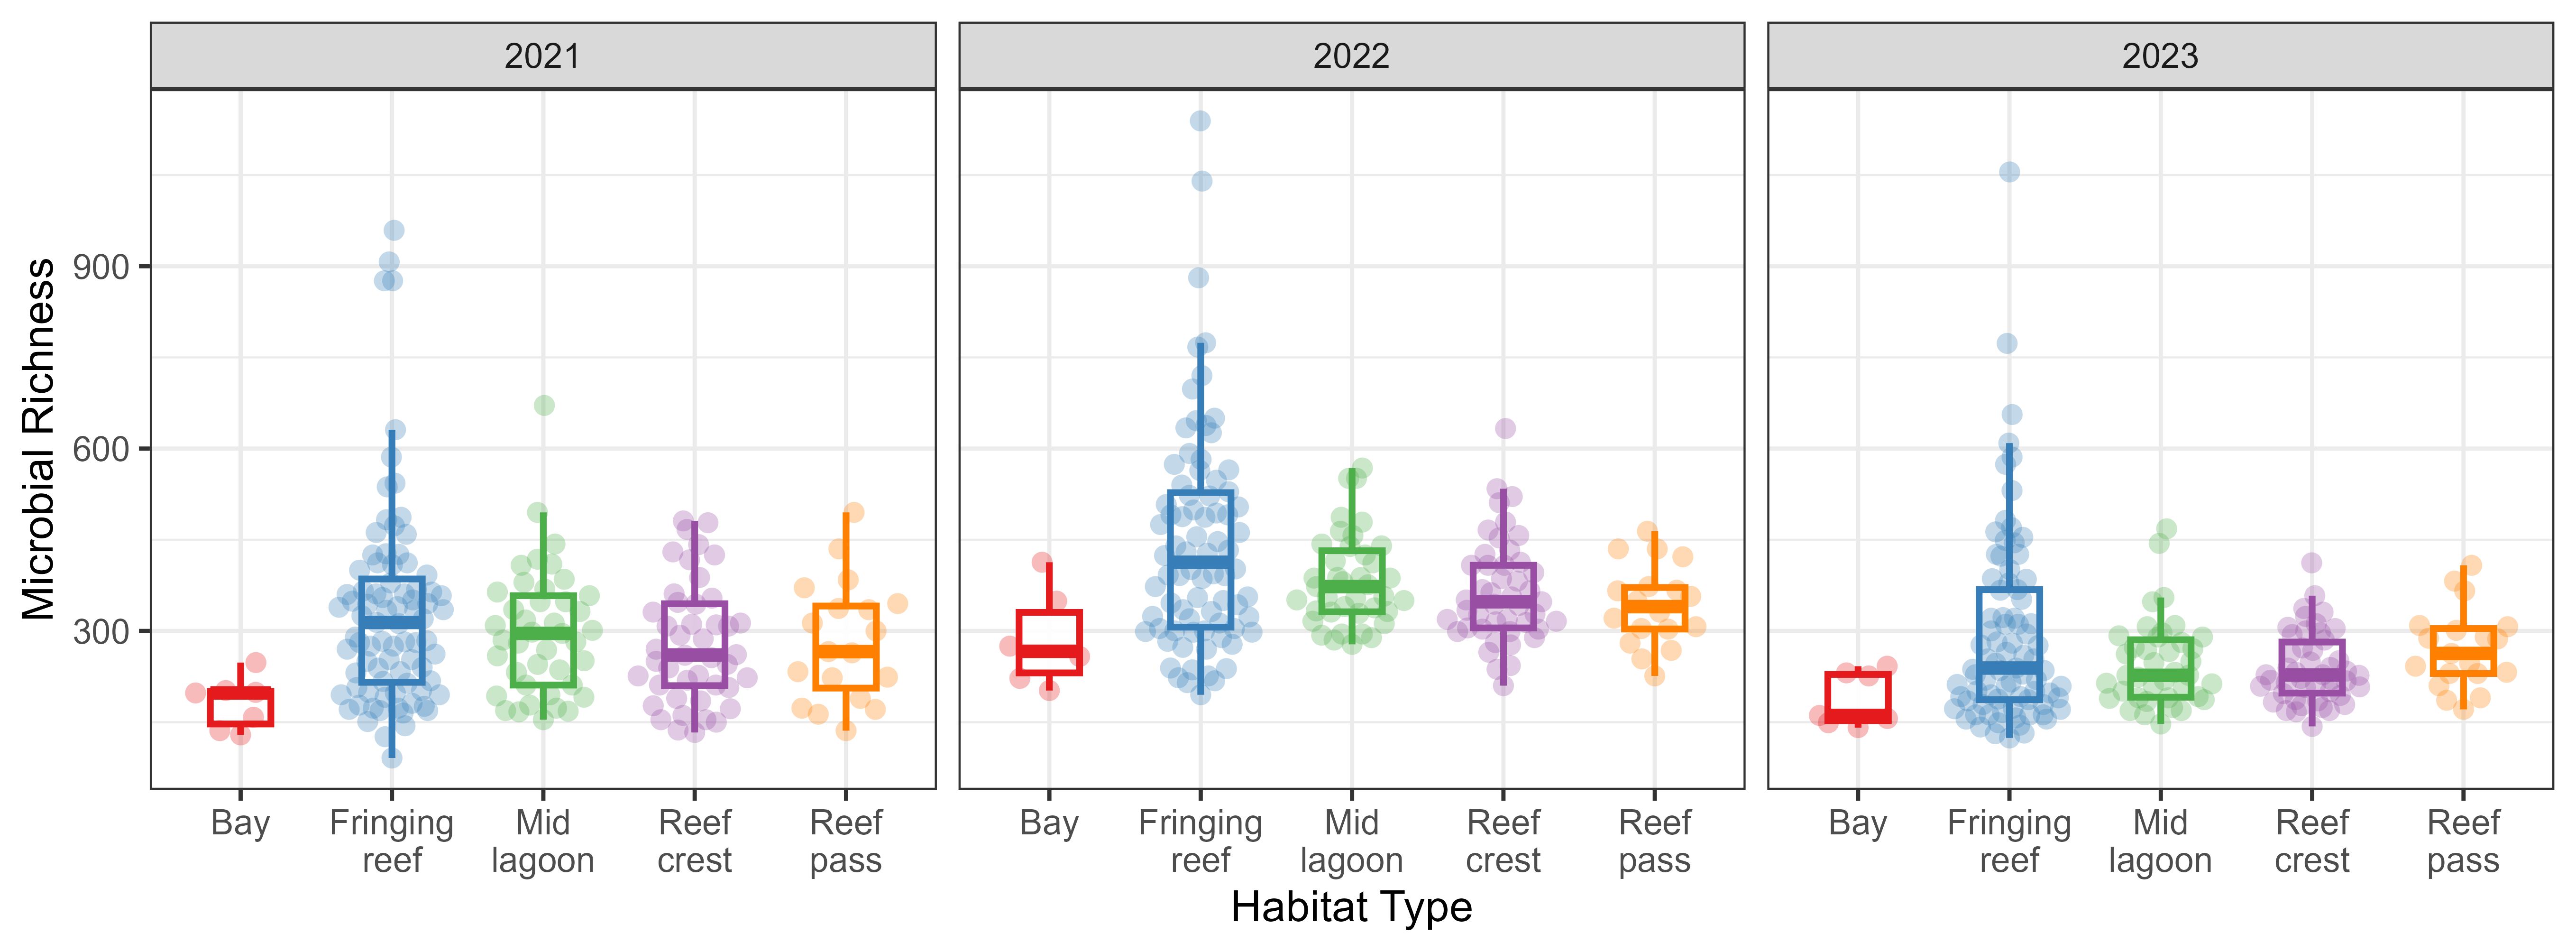 2021 2022 2023
Microbial Richness
900
600
300
Bay Fringing reef Mid lagoon Reef crest Reef pass
Bay Fringing reef Mid lagoon Reef crest Reef pass
Bay Fringing reef Mid lagoon Reef crest Reef pass
Habitat Type